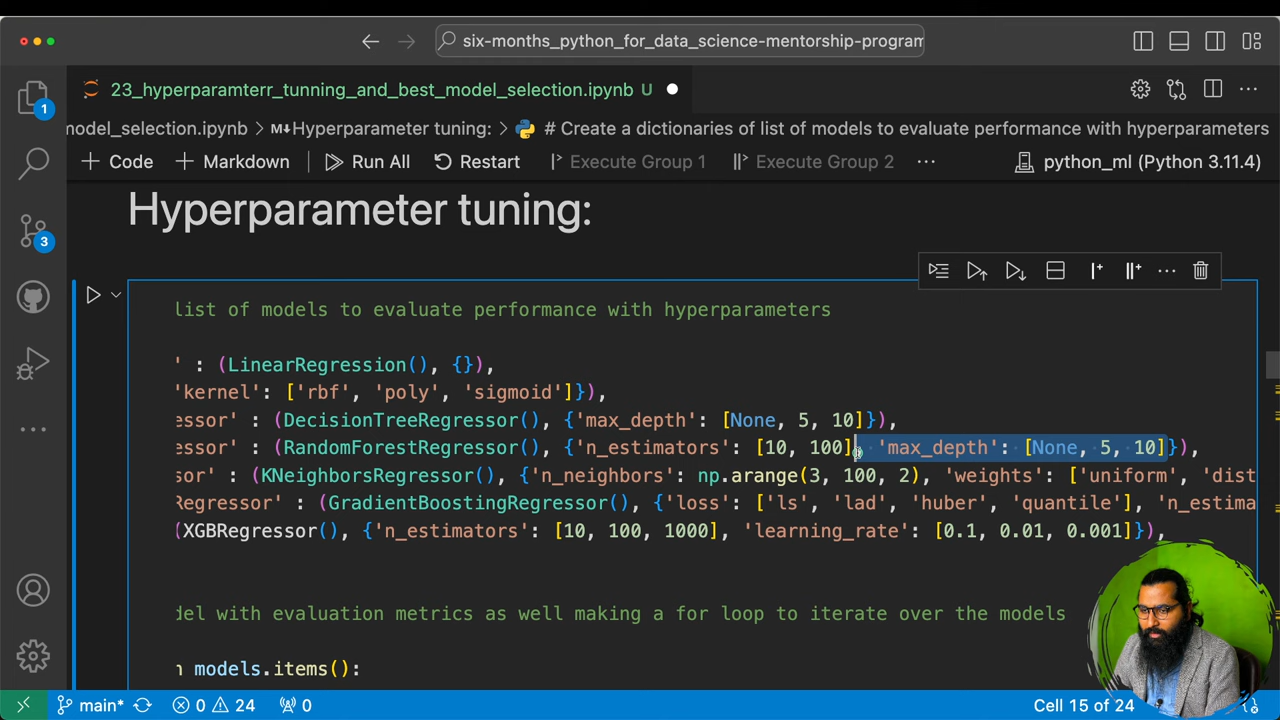 six-months_python_for_data_science-mentorship-program
1
23_hyperparamterr_tunning_and_best_model_selection.ipynb U
model_selection.ipynb > M↓Hyperparameter tuning: > # Create a dictionaries of list of models to evaluate performance with hyperparameters
+ Code + Markdown Run All Restart Execute Group 1 Execute Group 2 ... python_ml (Python 3.11.4)
Hyperparameter tuning:
3
list of models to evaluate performance with hyperparameters
' : (LinearRegression(), {}),
'kernel': ['rbf', 'poly', 'sigmoid']}),
essor' : (DecisionTreeRegressor(), {'max_depth': [None, 5, 10]}),
essor' : (RandomForestRegressor(), {'n_estimators': [10, 100], 'max_depth': [None, 5, 10]}),
sor' : (KNeighborsRegressor(), {'n_neighbors': np.arange(3, 100, 2), 'weights': ['uniform', 'dist
Regressor' : (GradientBoostingRegressor(), {'loss': ['ls', 'lad', 'huber', 'quantile'], 'n_estima
(XGBRegressor(), {'n_estimators': [10, 100, 1000], 'learning_rate': [0.1, 0.01, 0.001]}),
del with evaluation metrics as well making a for loop to iterate over the models
n models.items():
main* 0 24 0 Cell 15 of 24